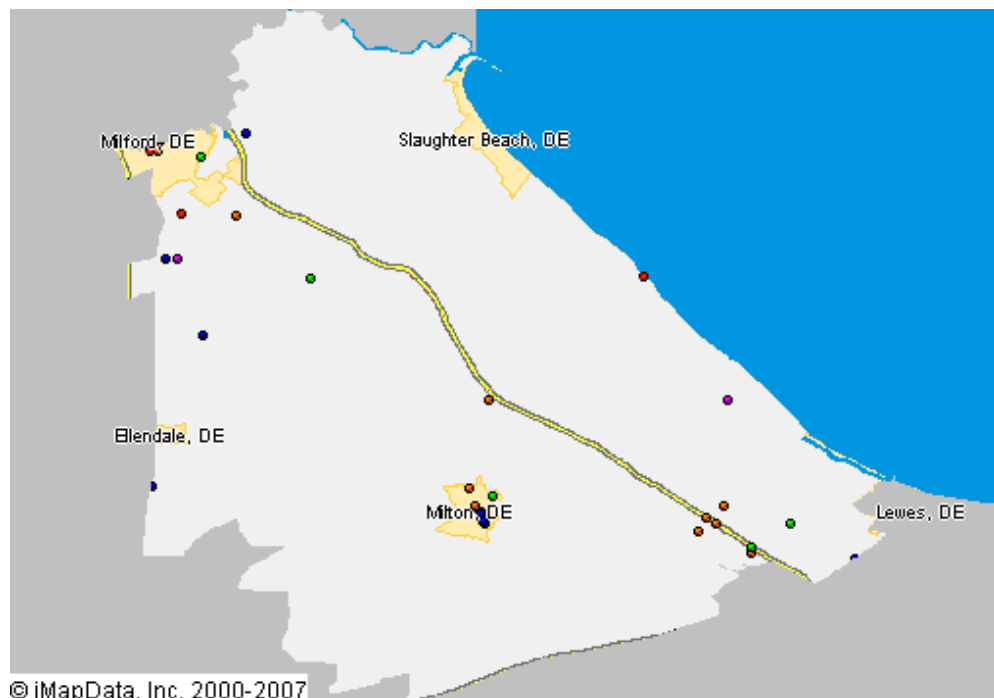 Milford, DE
Slaughter Beach, DE
Ellendale, DE
Milton, DE
Lewes, DE
© iMapData, Inc. 2000-2007